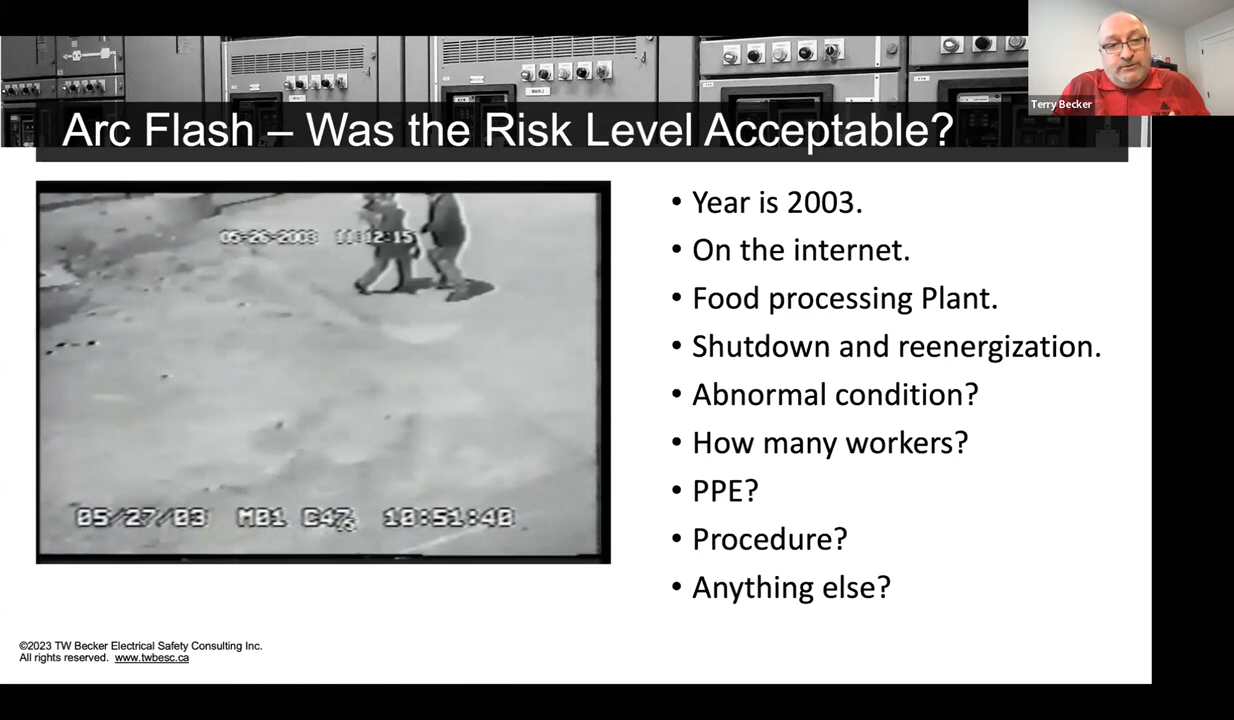 Terry Becker
Arc Flash – Was the Risk Level Acceptable?
05-26-2003 11:12:15
05/27/03 M01 C47 10:51:40
• Year is 2003.
• On the internet.
• Food processing Plant.
• Shutdown and reenergization.
• Abnormal condition?
• How many workers?
• PPE?
• Procedure?
• Anything else?
©2023 TW Becker Electrical Safety Consulting Inc.
All rights reserved. www.twbesc.ca